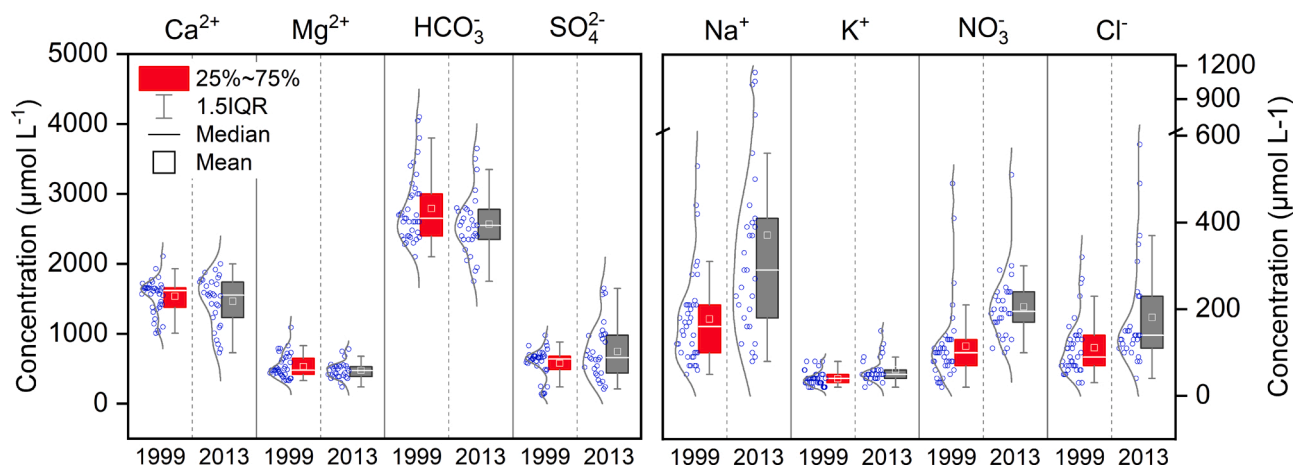 Ca2+ Mg2+ HCO3- SO42- Na+ K+ NO3- Cl-
5000
4000
3000
2000
1000
0
Concentration (µmol L-1)
25%~75%
1.5IQR
Median
Mean
1200
900
600
400
200
0
Concentration (µmol L-1)
1999 2013 1999 2013 1999 2013 1999 2013 1999 2013 1999 2013 1999 2013 1999 2013